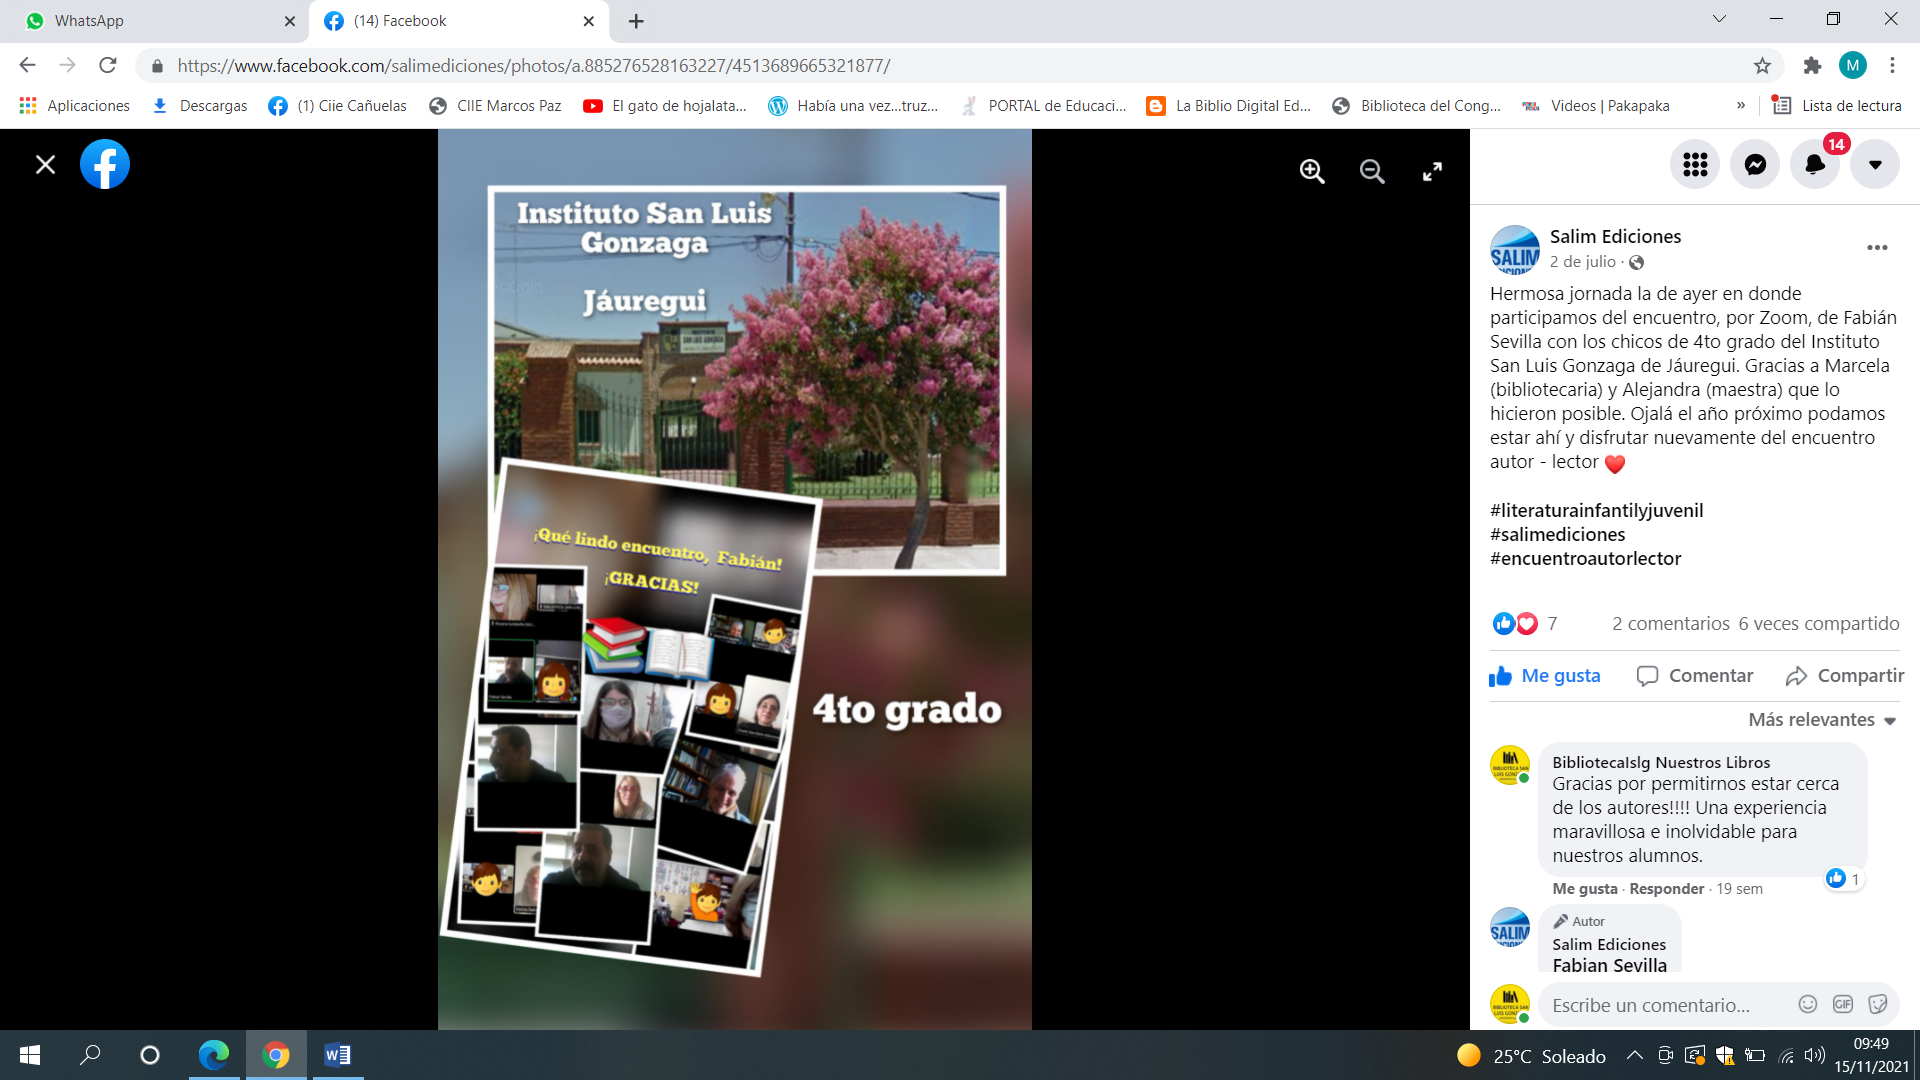 WhatsApp
(14) Facebook
https://www.facebook.com/salimediciones/photos/a.885276528163227/4513689665321877/
M
Aplicaciones
Descargas
(1) Ciie Cañuelas
CIIE Marcos Paz
El gato de hojalata...
Había una vez...truz...
PORTAL de Educaci...
La Biblio Digital Ed...
Biblioteca del Cong...
Videos | Pakapaka
»
Lista de lectura
14
Instituto San Luis
Gonzaga
Jáuregui
INSTITUTO
SAN LUIS GONZAGA
¡Qué lindo encuentro, Fabián!
¡GRACIAS!
4to grado
SALIM
Salim Ediciones
2 de julio ·
Hermosa jornada la de ayer en donde
participamos del encuentro, por Zoom, de Fabián
Sevilla con los chicos de 4to grado del Instituto
San Luis Gonzaga de Jáuregui. Gracias a Marcela
(bibliotecaria) y Alejandra (maestra) que lo
hicieron posible. Ojalá el año próximo podamos
estar ahí y disfrutar nuevamente del encuentro
autor - lector ❤️
#literaturainfantilyjuvenil
#salimediciones
#encuentroautorlector
7
2 comentarios 6 veces compartido
Me gusta
Comentar
Compartir
Más relevantes
BibliotecaIslg Nuestros Libros
Gracias por permitirnos estar cerca
de los autores!!!! Una experiencia
maravillosa e inolvidable para
nuestros alumnos.
1
Me gusta · Responder · 19 sem
SALIM
Autor
Salim Ediciones
Fabian Sevilla
Escribe un comentario...
GIF
25°C Soleado
09:49
15/11/2021